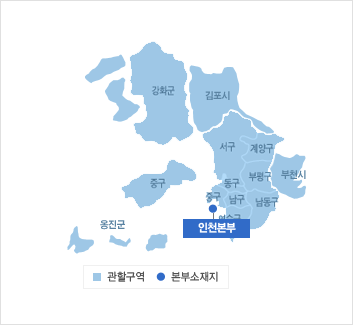 강화군
김포시
서구
계양구
중구
동구
부평구
부천시
중구
남구
남동구
연수구
옹진군
인천본부
관할구역
본부소재지